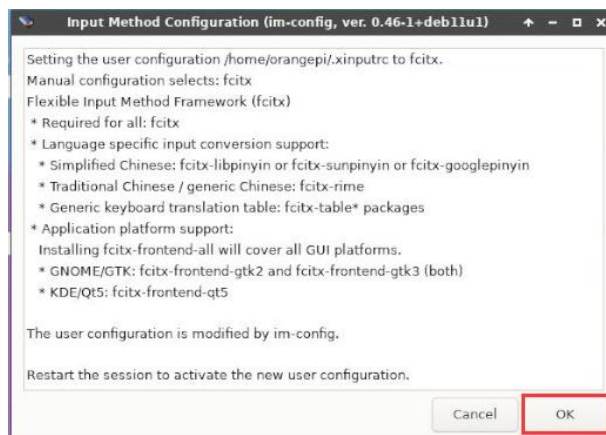 Input Method Configuration (im-config, ver. 0.46-1+deb11u1)
Setting the user configuration /home/orangepi/.xinputrc to fcitx.
Manual configuration selects: fcitx
Flexible Input Method Framework (fcitx)
* Required for all: fcitx
* Language specific input conversion support:
* Simplified Chinese: fcitx-libpinyin or fcitx-sunpinyin or fcitx-googlepinyin
* Traditional Chinese / generic Chinese: fcitx-rime
* Generic keyboard translation table: fcitx-table* packages
* Application platform support:
Installing fcitx-frontend-all will cover all GUI platforms.
* GNOME/GTK: fcitx-frontend-gtk2 and fcitx-frontend-gtk3 (both)
* KDE/Qt5: fcitx-frontend-qt5
The user configuration is modified by im-config.
Restart the session to activate the new user configuration.
Cancel OK